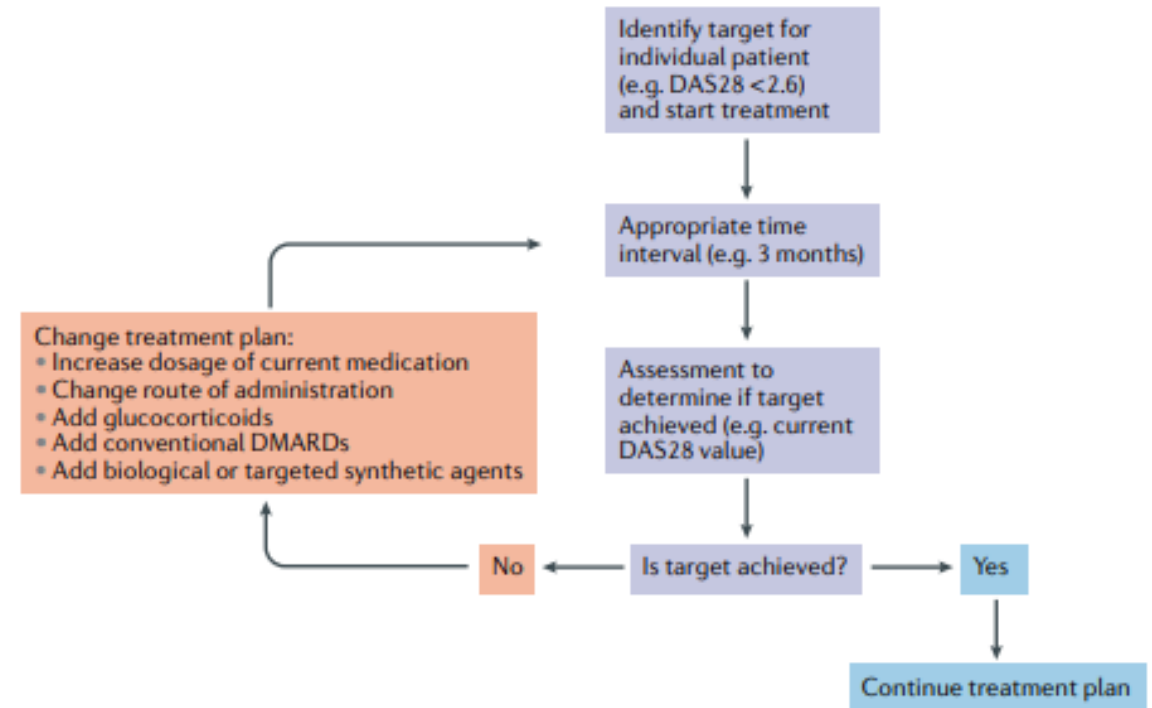 Identify target for
individual patient
(e.g. DAS28 <2.6)
and start treatment
Appropriate time
interval (e.g. 3 months)
Change treatment plan:
• Increase dosage of current medication
• Change route of administration
• Add glucocorticoids
• Add conventional DMARDs
• Add biological or targeted synthetic agents
Assessment to
determine if target
achieved (e.g. current
DAS28 value)
No
Is target achieved?
Yes
Continue treatment plan